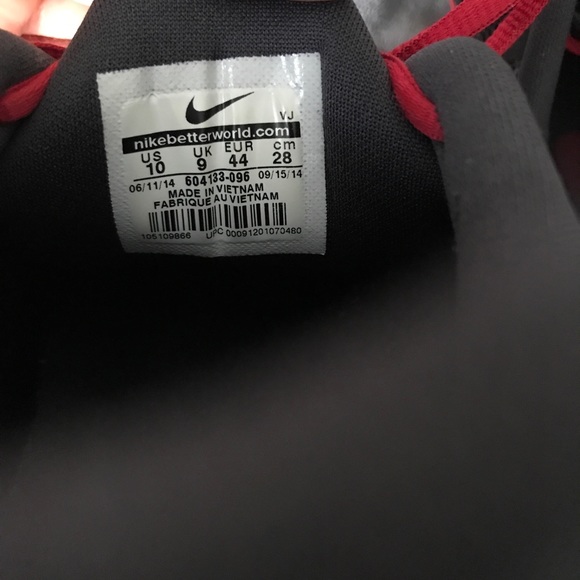 VJ
nikebetterworld.com
US UK EUR cm
10 9 44 28
06/11/14 604133-096 09/15/14
MADE IN VIETNAM
FABRIQUE AU VIETNAM
105109866 UPC 00091201070480